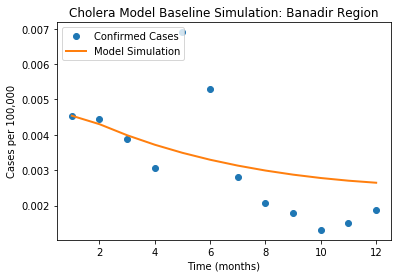 Cholera Model Baseline Simulation: Banadir Region
Confirmed Cases
Model Simulation
Cases per 100,000
0.007
0.006
0.005
0.004
0.003
0.002
2
4
6
8
10
12
Time (months)